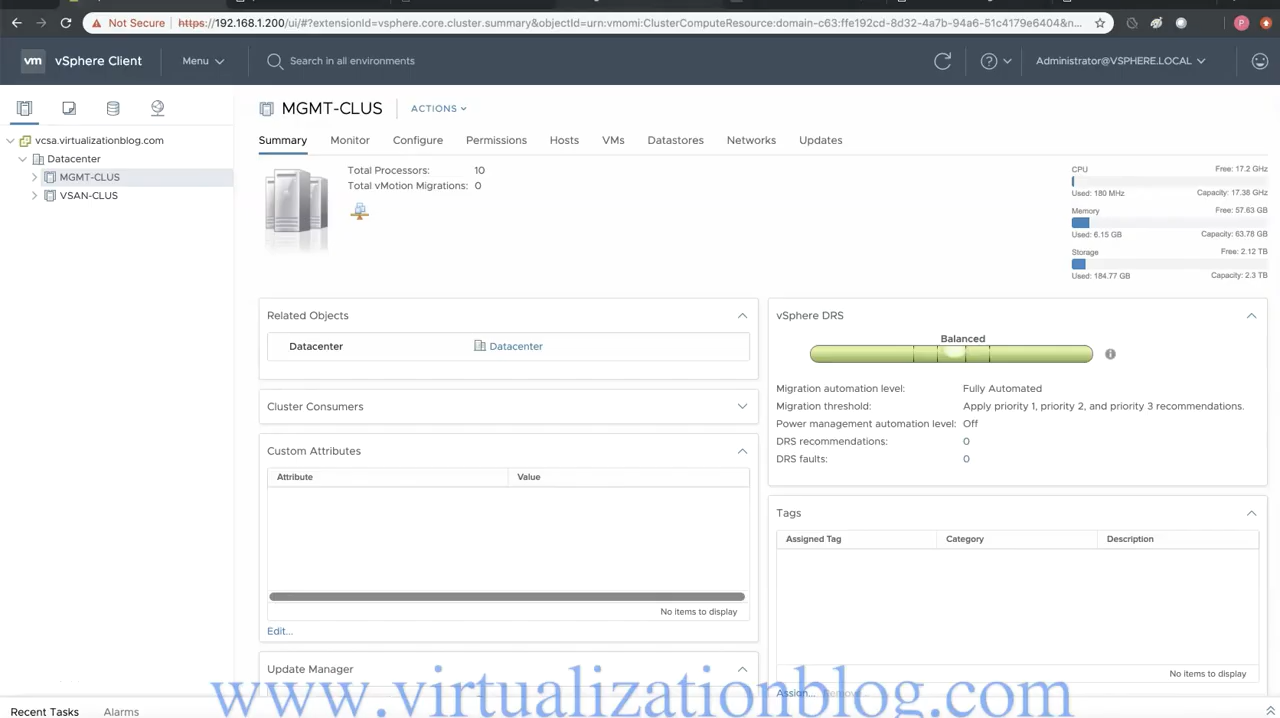 Not Secure | https://192.168.1.200/ui/#?extensionId=vsphere.core.cluster.summary&objectId=urn:vmomi:ClusterComputeResource:domain-c63:ffe192cd-8d32-4a7b-94a6-51c4179e6404&n...
P
vm vSphere Client Menu Search in all environments Administrator@VSPHERE.LOCAL
MGMT-CLUS ACTIONS
Summary Monitor Configure Permissions Hosts VMs Datastores Networks Updates
vcsa.virtualizationblog.com
Datacenter
MGMT-CLUS
VSAN-CLUS
Total Processors: 10
Total vMotion Migrations: 0
CPU Free: 17.2 GHz
Used: 180 MHz Capacity: 17.38 GHz
Memory Free: 57.63 GB
Used: 6.15 GB Capacity: 63.78 GB
Storage Free: 2.12 TB
Used: 184.77 GB Capacity: 2.3 TB
Related Objects
Datacenter Datacenter
Cluster Consumers
Custom Attributes
Attribute Value
No items to display
Edit...
Update Manager
vSphere DRS
Balanced
Migration automation level: Fully Automated
Migration threshold: Apply priority 1, priority 2, and priority 3 recommendations.
Power management automation level: Off
DRS recommendations: 0
DRS faults: 0
Tags
Assigned Tag Category Description
No items to display
Assign... Remove...
www.virtualizationblog.com
Recent Tasks Alarms